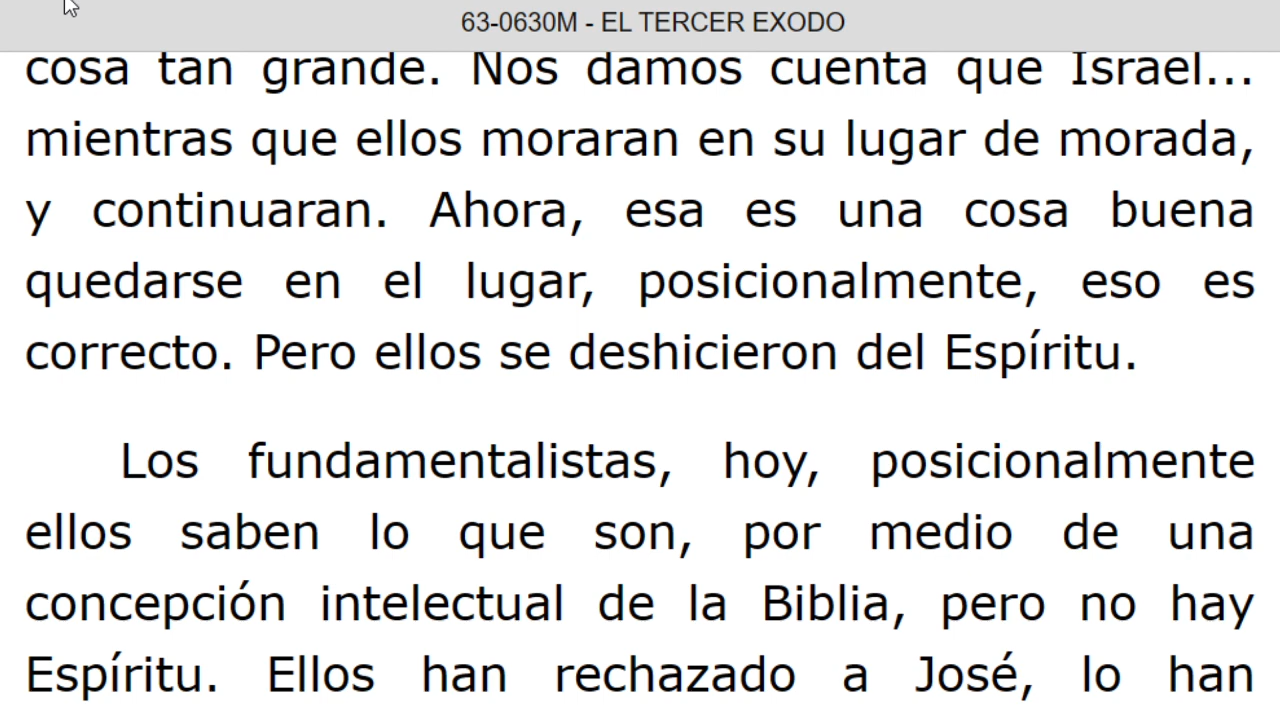 63-0630M - EL TERCER EXODO
cosa tan grande. Nos damos cuenta que Israel...
mientras que ellos moraran en su lugar de morada,
y continuaran. Ahora, esa es una cosa buena
quedarse en el lugar, posicionalmente, eso es
correcto. Pero ellos se deshicieron del Espíritu.
Los fundamentalistas, hoy, posicionalmente
ellos saben lo que son, por medio de una
concepción intelectual de la Biblia, pero no hay
Espíritu. Ellos han rechazado a José, lo han